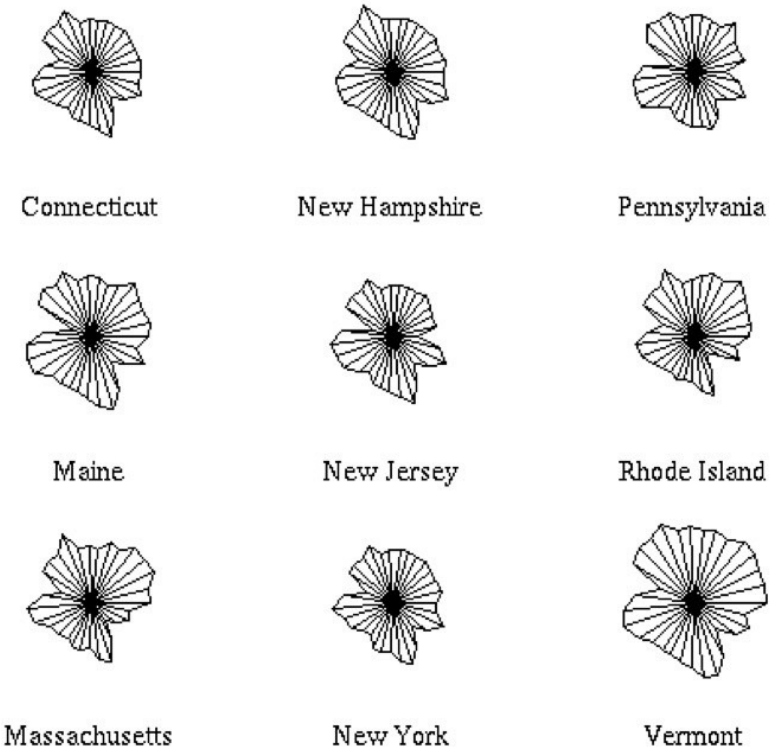 Connecticut
New Hampshire
Pennsylvania
Maine
New Jersey
Rhode Island
Massachusetts
New York
Vermont